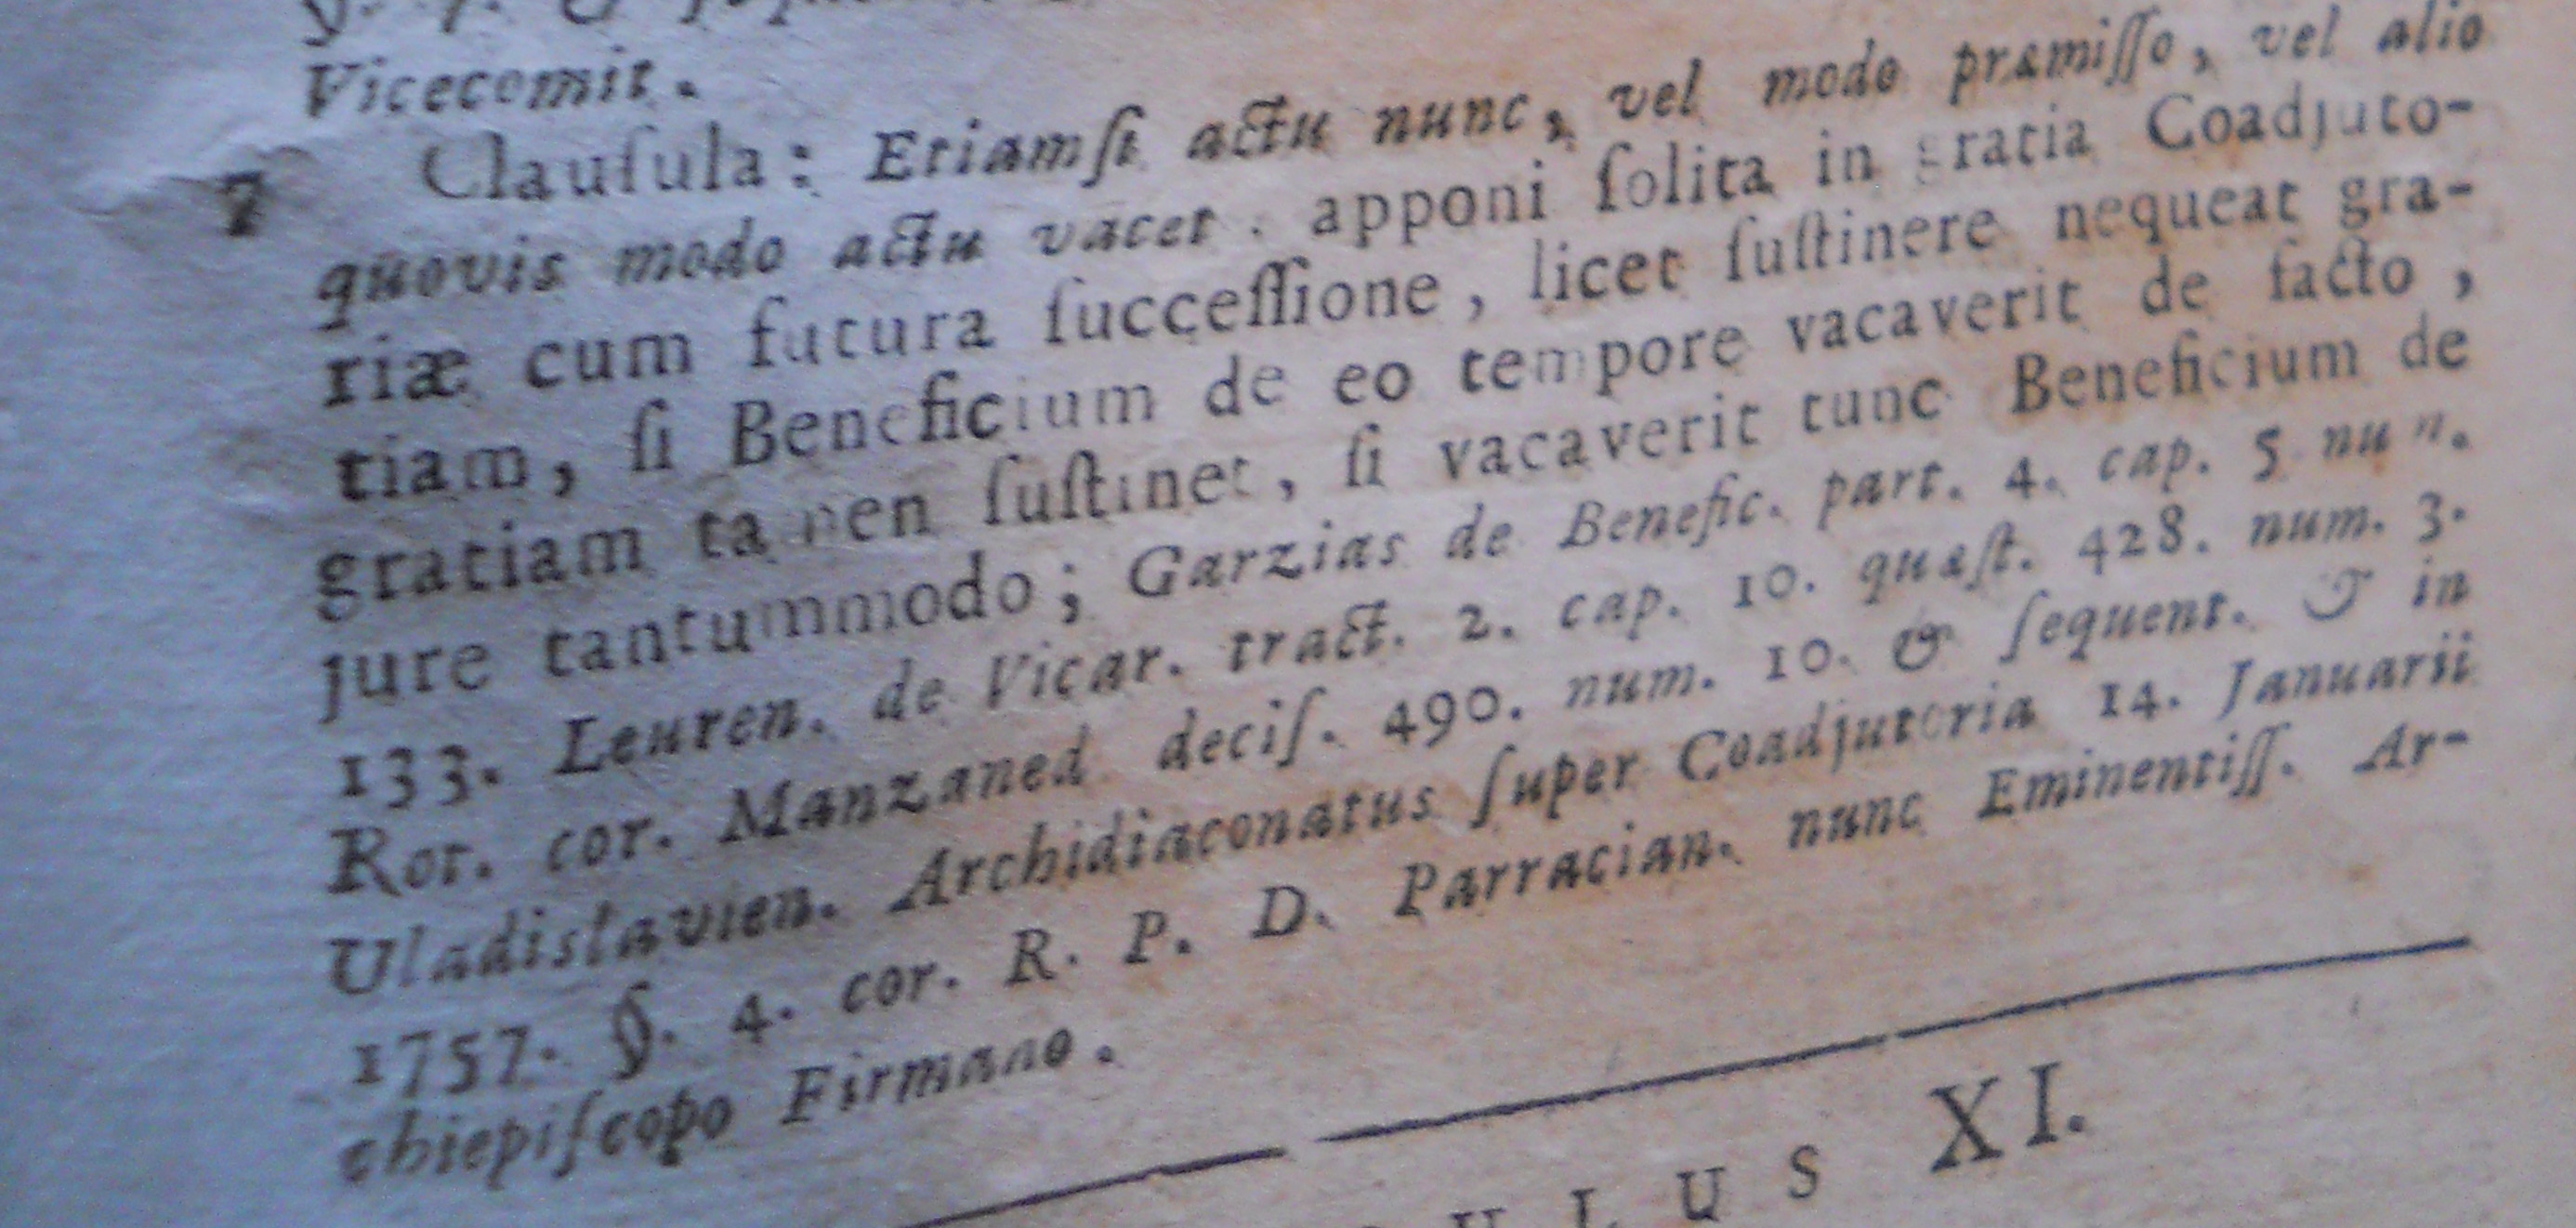 Vicecomit.
7 Clauſula: Etiamſi actu nunc, vel modo præmiſſo, vel alio
quovis modo actu vacet. apponi ſolita in gratia Coadjuto-
riæ cum futura ſucceſſione, licet ſuſtinere nequeat gra-
tiam, ſi Beneficium de eo tempore vacaverit de facto,
gratiam tamen ſuſtinet, ſi vacaverit tunc Beneficium de
jure tantummodo; Garzias de Benefic. part. 4. cap. 5 num.
133. Leuren. de Vicar. tract. 2. cap. 10. quæſt. 428. num. 3.
Rot. cor. Manzaned deciſ. 490. num. 10. & ſequent. & in
Uladislavien. Archidiaconatus ſuper Coadjutoria 14. Januarii
1757. §. 4. cor. R. P. D. Parracian. nunc Eminentiſſ. Ar-
chiepiſcopo Firmano.
ULUS XI.